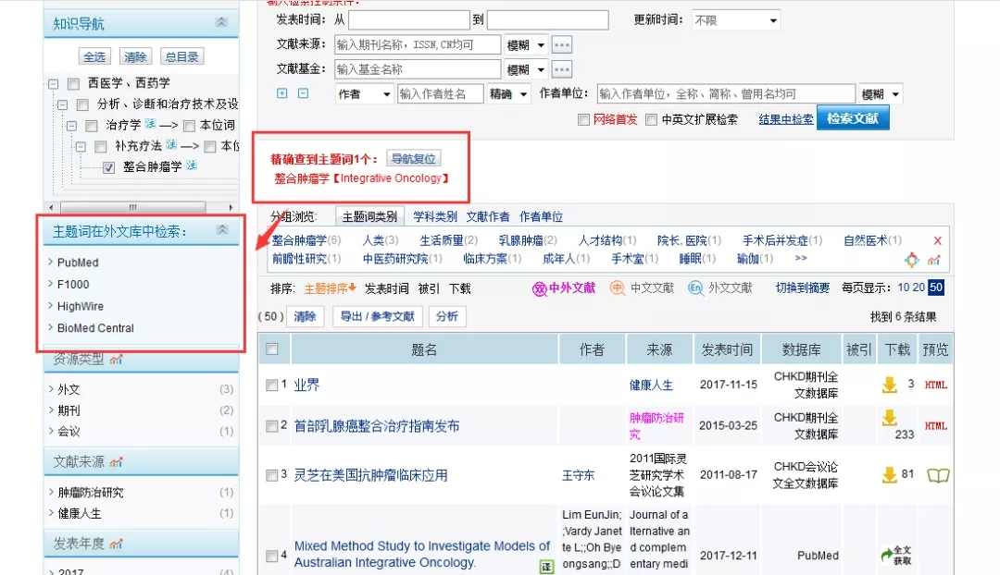 知识导航
全选 清除 总目录
西医学、西药学
分析、诊断和治疗技术及设
治疗学 注 —> 本位词
补充疗法 注 —> 本位
整合肿瘤学 注
主题词在外文库中检索：
PubMed
F1000
HighWire
BioMed Central
资源类型
外文 (3)
期刊 (2)
会议 (1)
文献来源
肿瘤防治研究 (1)
健康人生 (1)
发表年度
2017 (4)
输入检索控制条件：
发表时间： 从 到 更新时间： 不限
文献来源： 输入期刊名称，ISSN,CN均可 模糊
文献基金： 输入基金名称 模糊
作者 输入作者姓名 精确 作者单位： 输入作者单位，全称、简称、曾用名均可 模糊
网络首发 中英文扩展检索 结果中检索 检索文献
精确查到主题词1个： 导航复位
整合肿瘤学【Integrative Oncology】
分组浏览： 主题词类别 学科类别 文献作者 作者单位
整合肿瘤学(6) 人类(3) 生活质量(2) 乳腺肿瘤(2) 人才结构(1) 院长,医院(1) 手术后并发症(1) 自然医术(1) X
前瞻性研究(1) 中医药研究院(1) 临床方案(1) 成年人(1) 手术室(1) 睡眠(1) 瑜伽(1) >>
排序: 主题排序 发表时间 被引 下载 双 中外文献 中 中文文献 En 外文文献 切换到摘要 每页显示: 10 20 50
(50) 清除 导出 / 参考文献 分析 找到 6 条结果
题名 作者 来源 发表时间 数据库 被引 下载 预览
1 业界 健康人生 2017-11-15 CHKD期刊全
文数据库 3 HTML
2 首部乳腺癌整合治疗指南发布 肿瘤防治研
究 2015-03-25 CHKD期刊全
文数据库 233 HTML
3 灵芝在美国抗肿瘤临床应用 王守东 2011国际灵
芝研究学术
会议论文集 2011-08-17 CHKD会议论
文全文数据库 81
4 Mixed Method Study to Investigate Models of
Australian Integrative Oncology. 译
Lim EunJin;
;Vardy Janet
te L;;Oh Bye
ongsang;;D
Journal of a
lternative an
d complem
entary medi
2017-12-11 PubMed 全文
获取